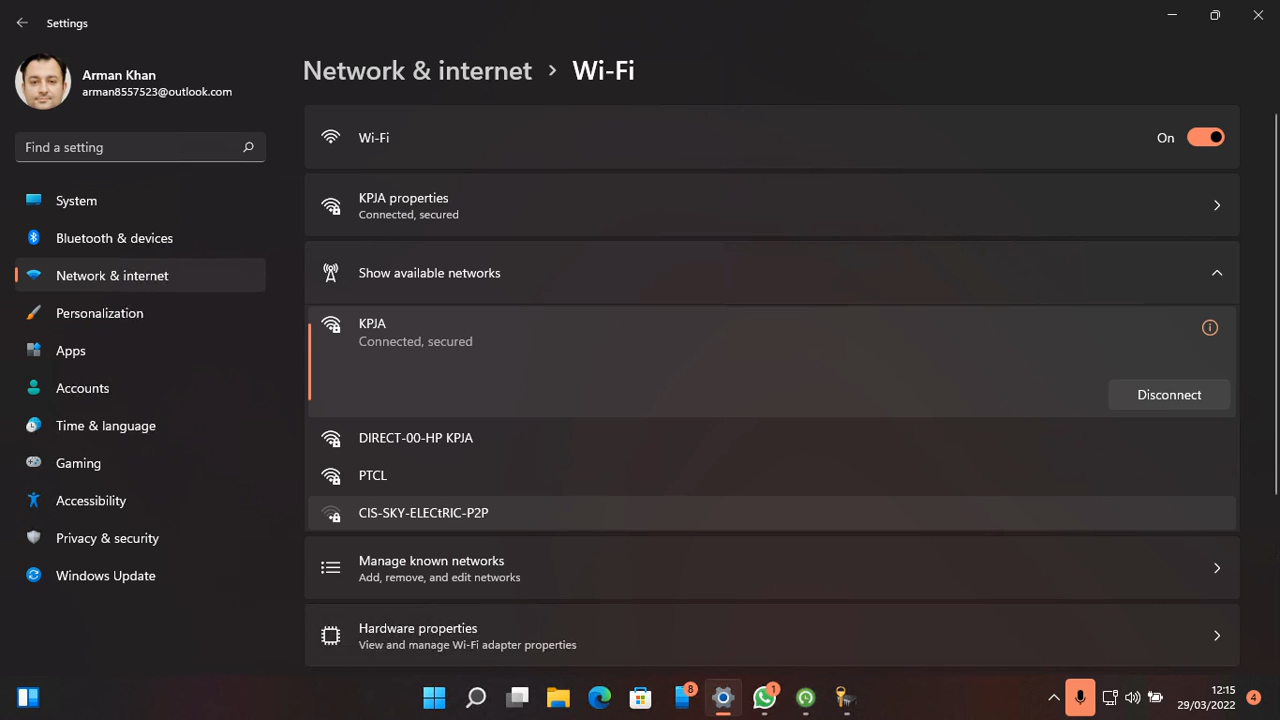 Settings
Arman Khan
arman8557523@outlook.com
Find a setting
System
Bluetooth & devices
Network & internet
Personalization
Apps
Accounts
Time & language
Gaming
Accessibility
Privacy & security
Windows Update
Network & internet › Wi-Fi
Wi-Fi
On
KPJA properties
Connected, secured
Show available networks
KPJA
Connected, secured
Disconnect
DIRECT-00-HP KPJA
PTCL
CIS-SKY-ELECtRIC-P2P
Manage known networks
Add, remove, and edit networks
Hardware properties
View and manage Wi-Fi adapter properties
8
1
12:15
29/03/2022
4